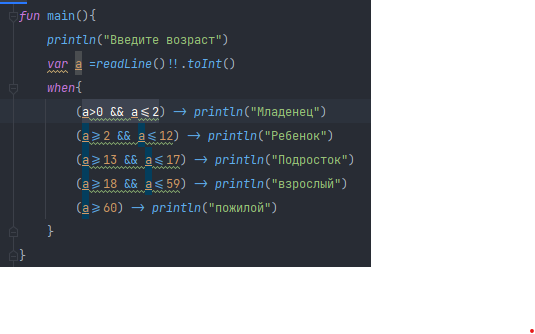 fun main(){
println("Введите возраст")
var a =readLine()!!.toInt()
when{
(a>0 && a<=2) -> println("Младенец")
(a>=2 && a<=12) -> println("Ребенок")
(a>=13 && a<=17) -> println("Подросток")
(a>=18 && a<=59) -> println("взрослый")
(a>=60) -> println("пожилой")
}
}